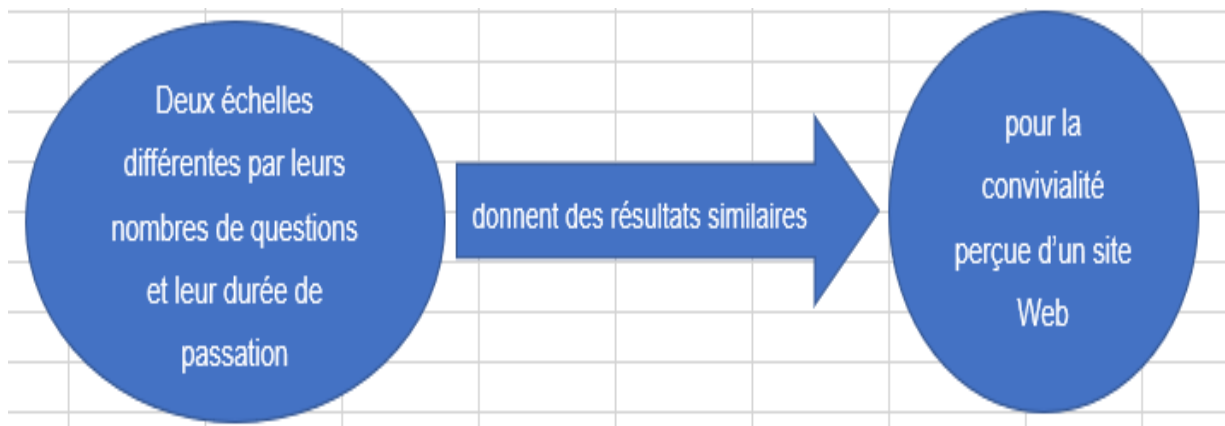 Deux échelles
différentes par leurs
nombres de questions
et leur durée de
passation
donnent des résultats similaires
pour la
convivialité
perçue d’un site
Web